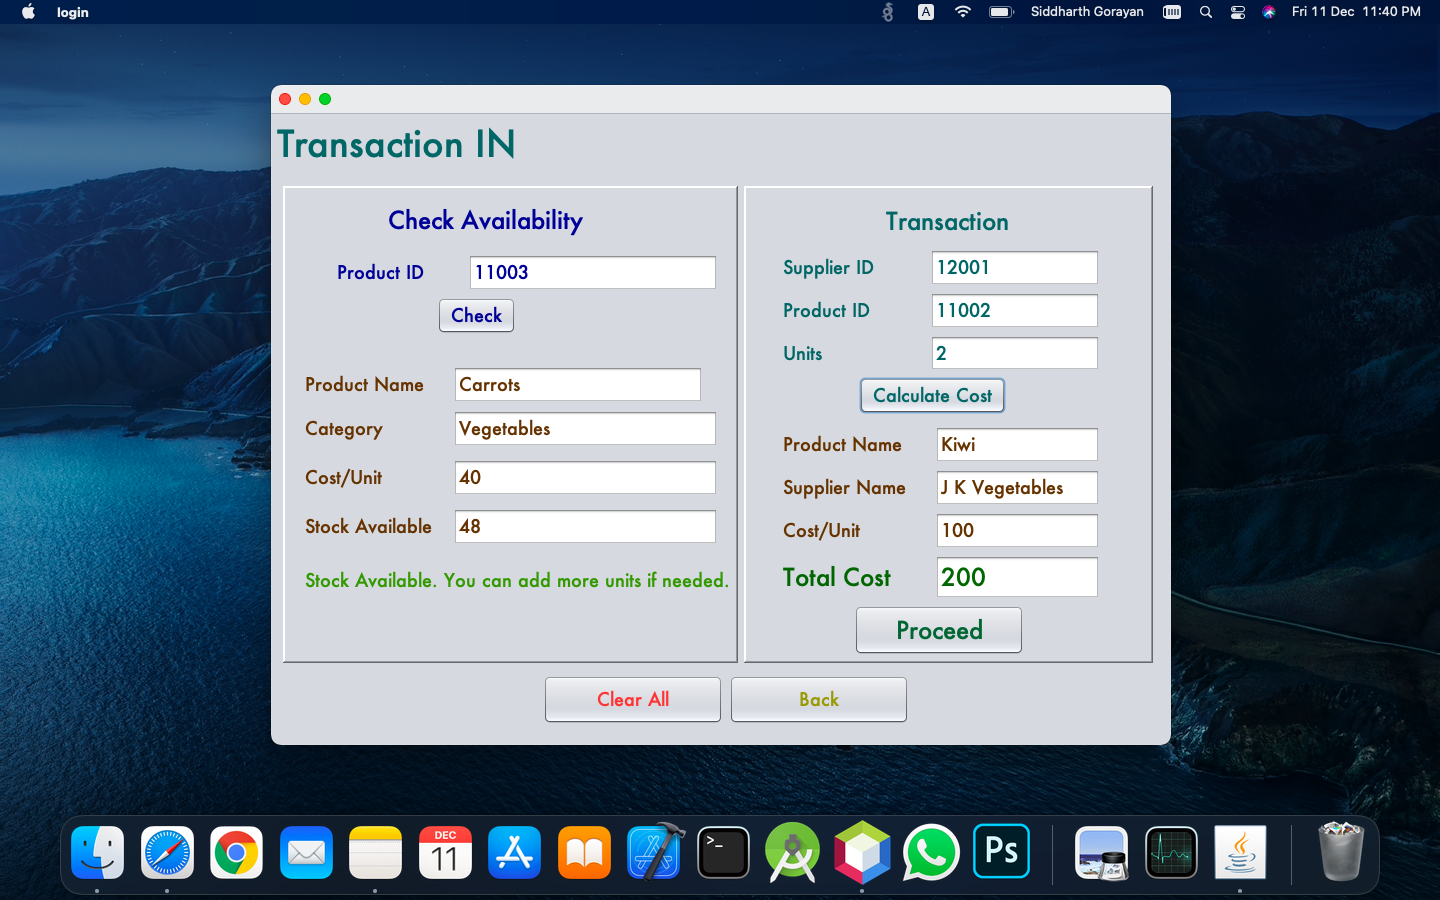 login
A
Siddharth Gorayan
Fri 11 Dec 11:40 PM
Transaction IN
Check Availability
Product ID 11003
Check
Product Name Carrots
Category Vegetables
Cost/Unit 40
Stock Available 48
Stock Available. You can add more units if needed.
Transaction
Supplier ID 12001
Product ID 11002
Units 2
Calculate Cost
Product Name Kiwi
Supplier Name J K Vegetables
Cost/Unit 100
Total Cost 200
Proceed
Clear All
Back
DEC
11
>_
Ps